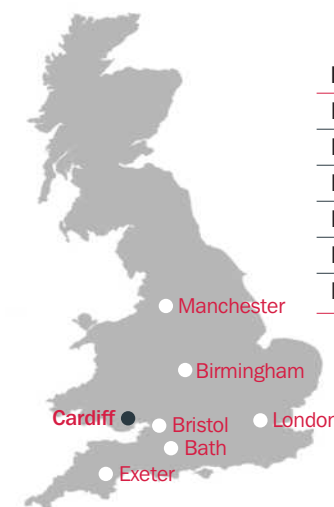 Manchester
Birmingham
Cardiff
Bristol
London
Bath
Exeter